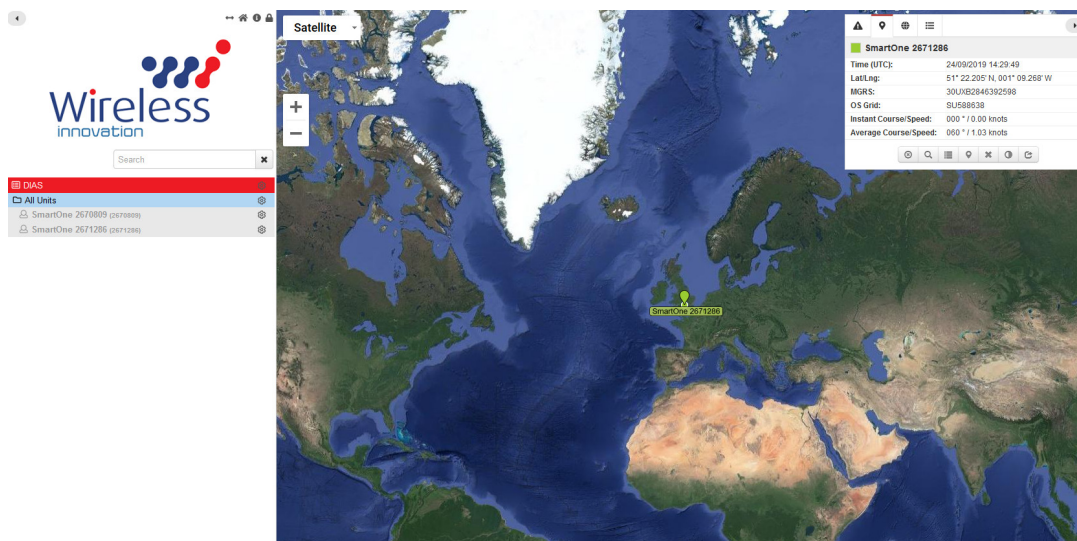 Wireless
innovation
Search
DIAS
All Units
SmartOne 2670809 (2670809)
SmartOne 2671286 (2671286)
Satellite
SmartOne 2671286
SmartOne 2671286
Time (UTC): 24/09/2019 14:29:49
Lat/Lng: 51° 22.205' N, 001° 09.268' W
MGRS: 30UXB2846392598
OS Grid: SU588638
Instant Course/Speed: 000 ° / 0.00 knots
Average Course/Speed: 060 ° / 1.03 knots